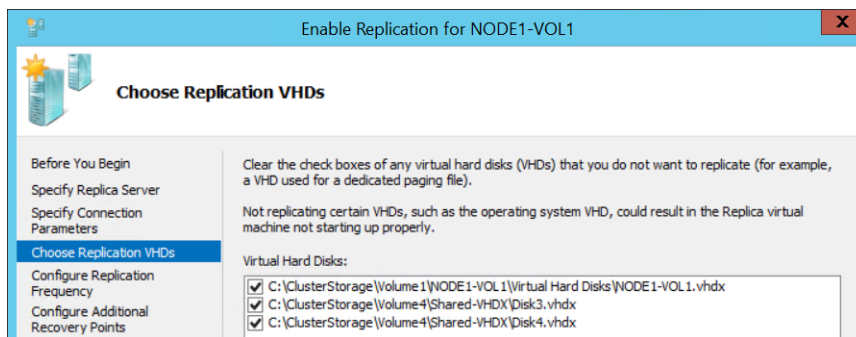 Enable Replication for NODE1-VOL1
X
Choose Replication VHDs
Before You Begin
Specify Replica Server
Specify Connection
Parameters
Choose Replication VHDs
Configure Replication
Frequency
Configure Additional
Recovery Points
Clear the check boxes of any virtual hard disks (VHDs) that you do not want to replicate (for example,
a VHD used for a dedicated paging file).
Not replicating certain VHDs, such as the operating system VHD, could result in the Replica virtual
machine not starting up properly.
Virtual Hard Disks:
C:\ClusterStorage\Volume1\NODE1-VOL1\Virtual Hard Disks\NODE1-VOL1.vhdx
C:\ClusterStorage\Volume4\Shared-VHDX\Disk3.vhdx
C:\ClusterStorage\Volume4\Shared-VHDX\Disk4.vhdx